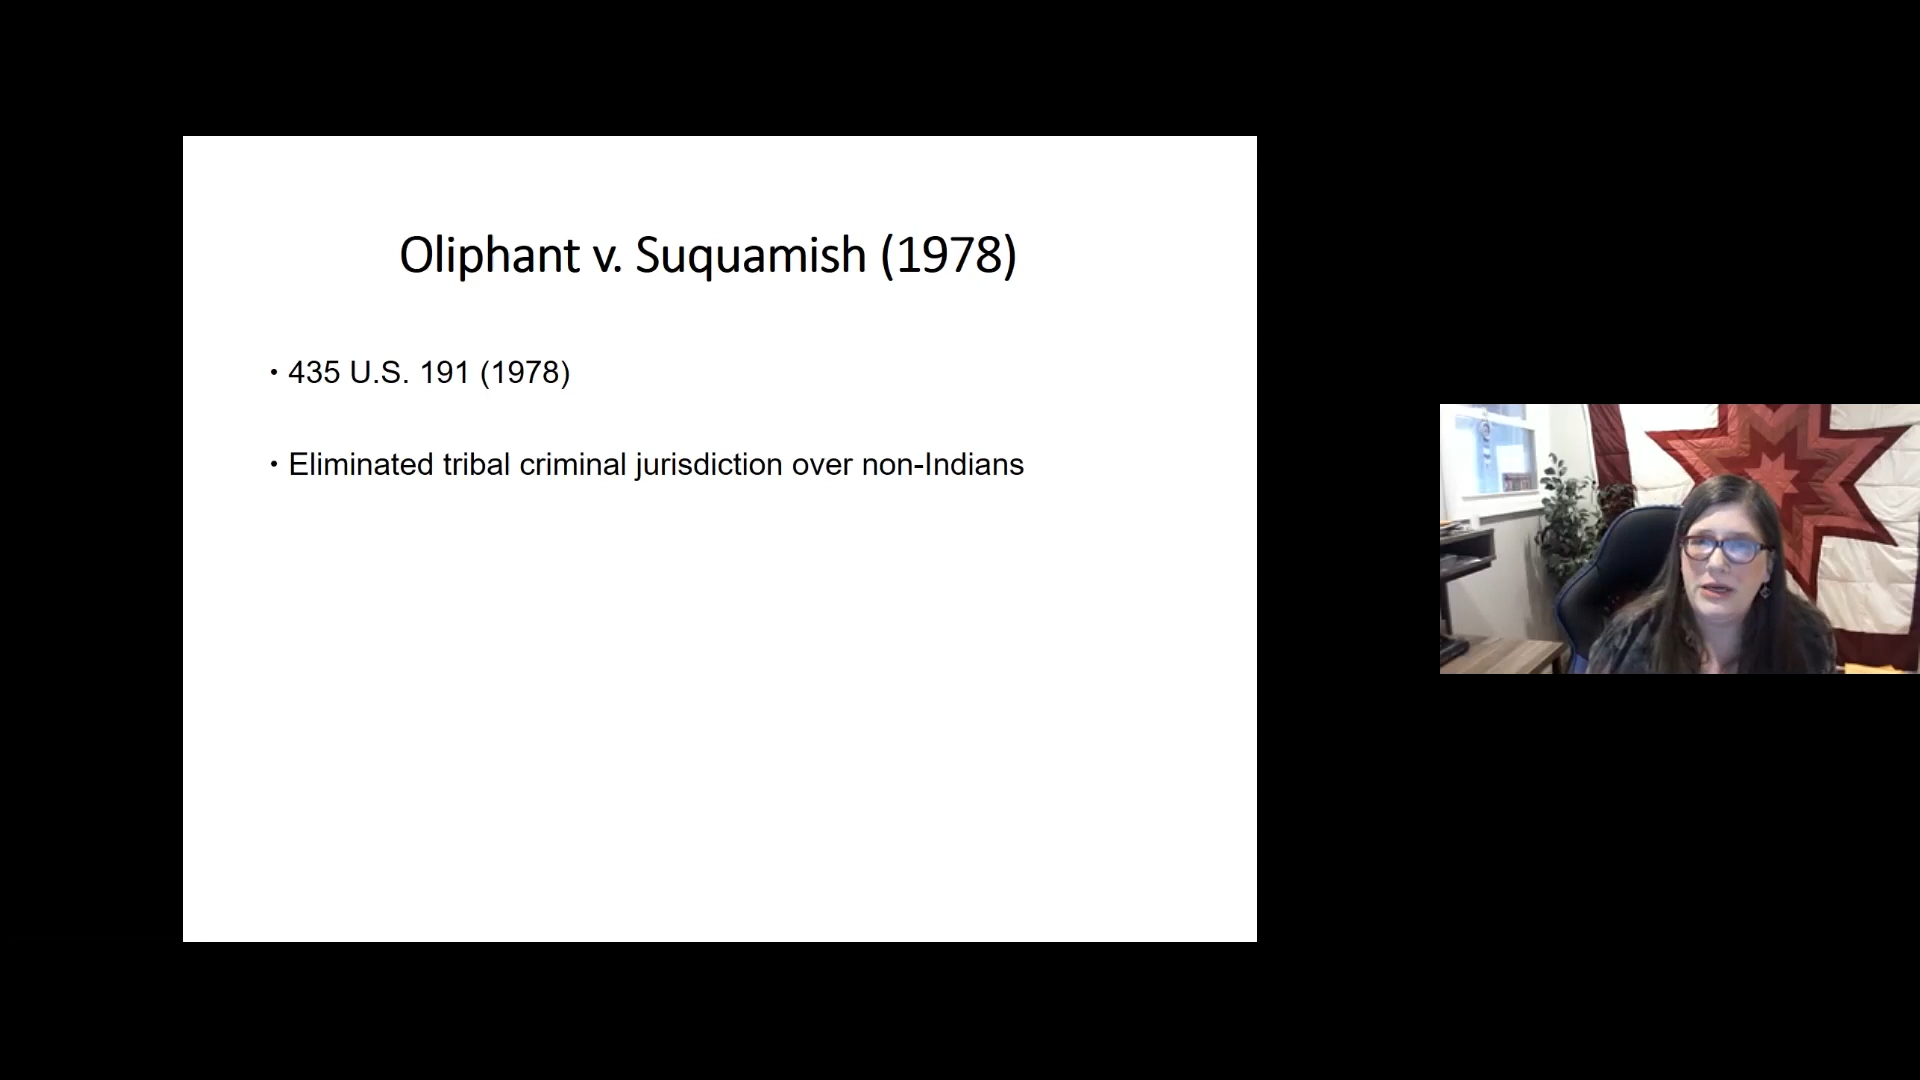 Oliphant v. Suquamish (1978)
• 435 U.S. 191 (1978)
• Eliminated tribal criminal jurisdiction over non-Indians